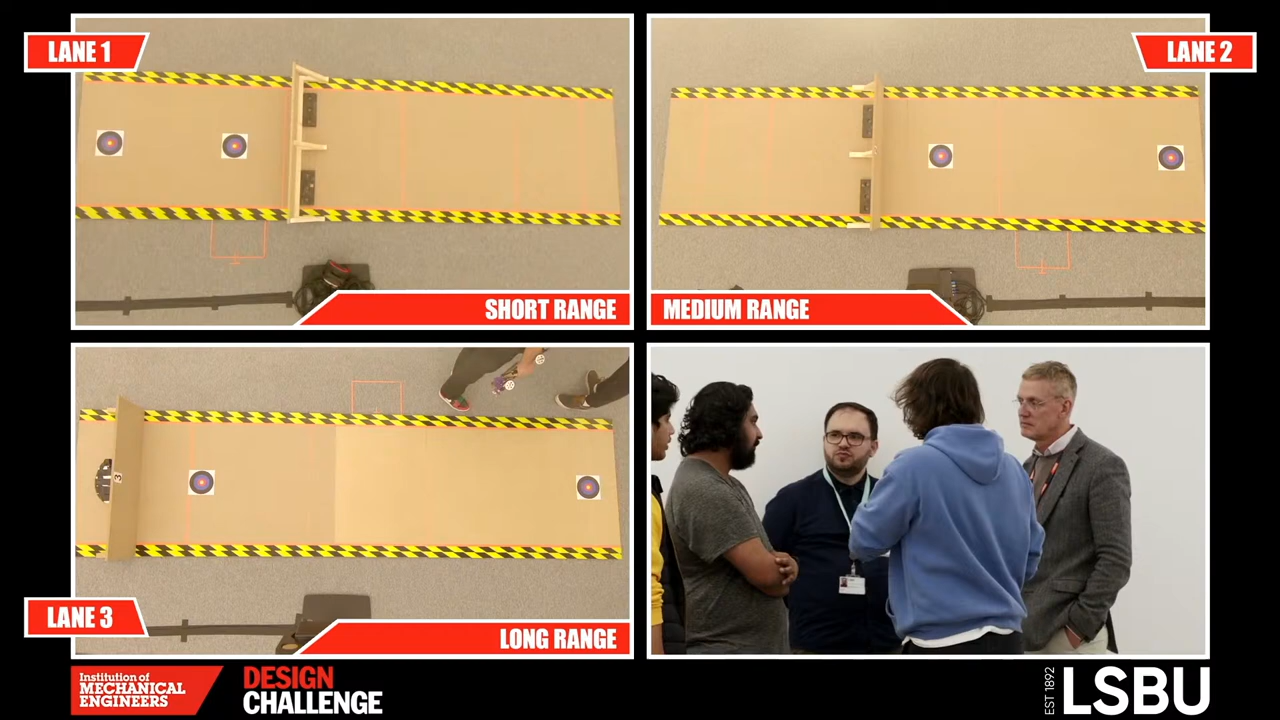 LANE 1
LANE 2
SHORT RANGE
MEDIUM RANGE
3
LANE 3
LONG RANGE
Institution of
MECHANICAL
ENGINEERS
DESIGN
CHALLENGE
EST 1892
LSBU